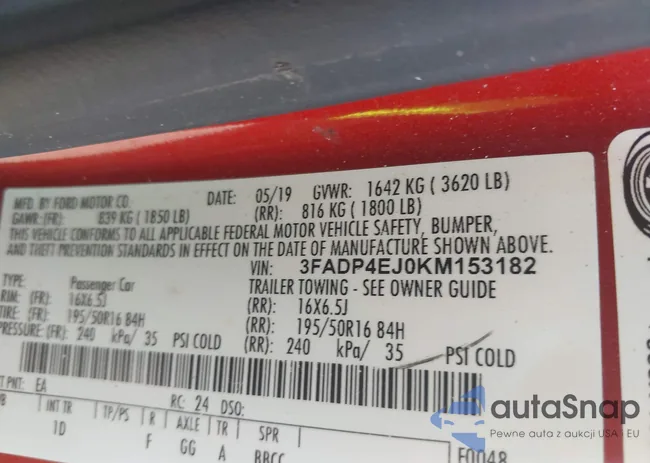 MFD. BY FORD MOTOR CO. DATE: 05/19 GVWR: 1642 KG ( 3620 LB)
GAWR: (FR): 839 KG ( 1850 LB) (RR): 816 KG ( 1800 LB)
THIS VEHICLE CONFORMS TO ALL APPLICABLE FEDERAL MOTOR VEHICLE SAFETY, BUMPER,
AND THEFT PREVENTION STANDARDS IN EFFECT ON THE DATE OF MANUFACTURE SHOWN ABOVE.
VIN: 3FADP4EJ0KM153182
TYPE: Passenger Car TRAILER TOWING - SEE OWNER GUIDE
RIM: (FR): 16X6.5J (RR): 16X6.5J
TIRE: (FR): 195/50R16 84H (RR): 195/50R16 84H
PRESSURE: (FR): 240 kPa/ 35 PSI COLD (RR): 240 kPa/ 35 PSI COLD
PNT: EA RC: 24 DSO:
INT TR TP/PS R AXLE TR SPR
1D F GG A BBCC F0048
autaSnap
Pewne auta z aukcji USA - EU